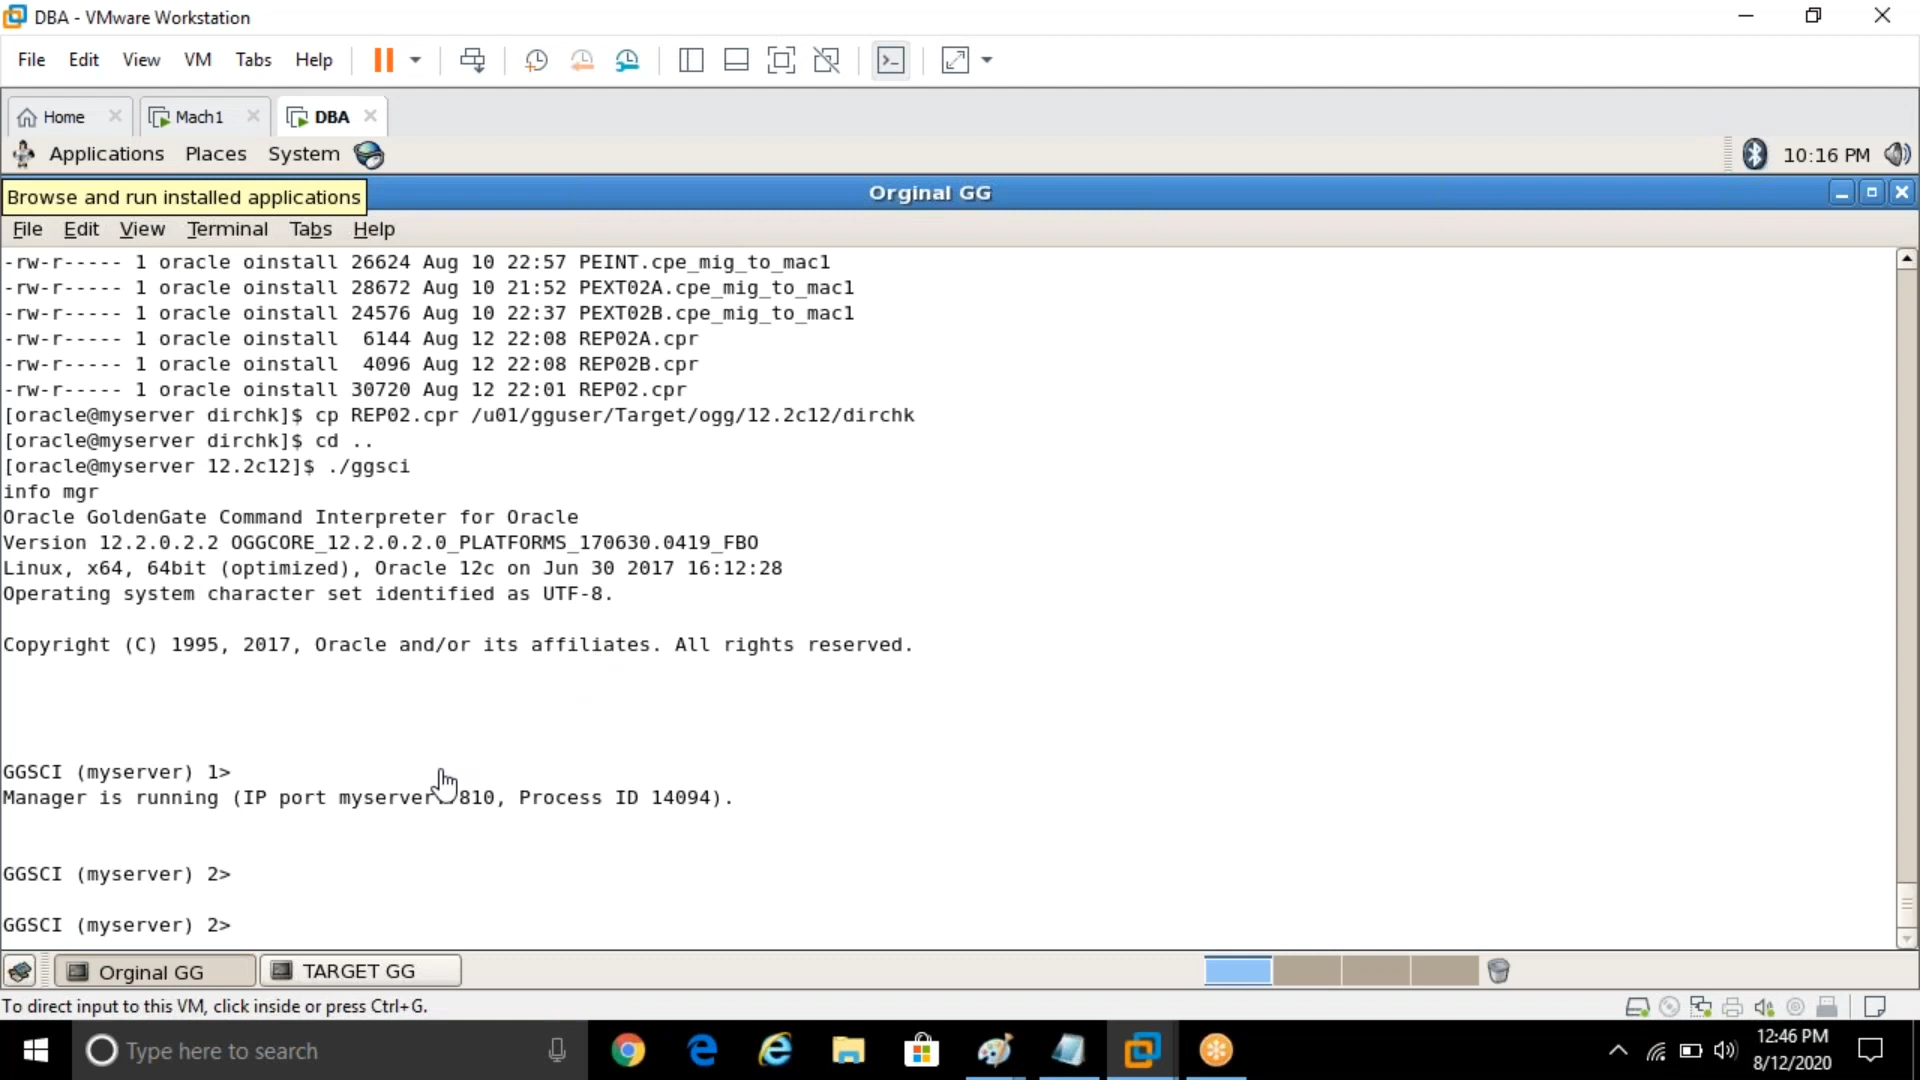 DBA - VMware Workstation
File Edit View VM Tabs Help
Home Mach1 DBA
Applications Places System 10:16 PM
Browse and run installed applications
Orginal GG
File Edit View Terminal Tabs Help
-rw-r----- 1 oracle oinstall 26624 Aug 10 22:57 PEINT.cpe_mig_to_mac1
-rw-r----- 1 oracle oinstall 28672 Aug 10 21:52 PEXT02A.cpe_mig_to_mac1
-rw-r----- 1 oracle oinstall 24576 Aug 10 22:37 PEXT02B.cpe_mig_to_mac1
-rw-r----- 1 oracle oinstall  6144 Aug 12 22:08 REP02A.cpr
-rw-r----- 1 oracle oinstall  4096 Aug 12 22:08 REP02B.cpr
-rw-r----- 1 oracle oinstall 30720 Aug 12 22:01 REP02.cpr
[oracle@myserver dirchk]$ cp REP02.cpr /u01/gguser/Target/ogg/12.2c12/dirchk
[oracle@myserver dirchk]$ cd ..
[oracle@myserver 12.2c12]$ ./ggsci
info mgr
Oracle GoldenGate Command Interpreter for Oracle
Version 12.2.0.2.2 OGGCORE_12.2.0.2.0_PLATFORMS_170630.0419_FBO
Linux, x64, 64bit (optimized), Oracle 12c on Jun 30 2017 16:12:28
Operating system character set identified as UTF-8.
Copyright (C) 1995, 2017, Oracle and/or its affiliates. All rights reserved.
GGSCI (myserver) 1>
Manager is running (IP port myserver 810, Process ID 14094).
GGSCI (myserver) 2>
GGSCI (myserver) 2>
Orginal GG TARGET GG
To direct input to this VM, click inside or press Ctrl+G.
Type here to search
12:46 PM
8/12/2020